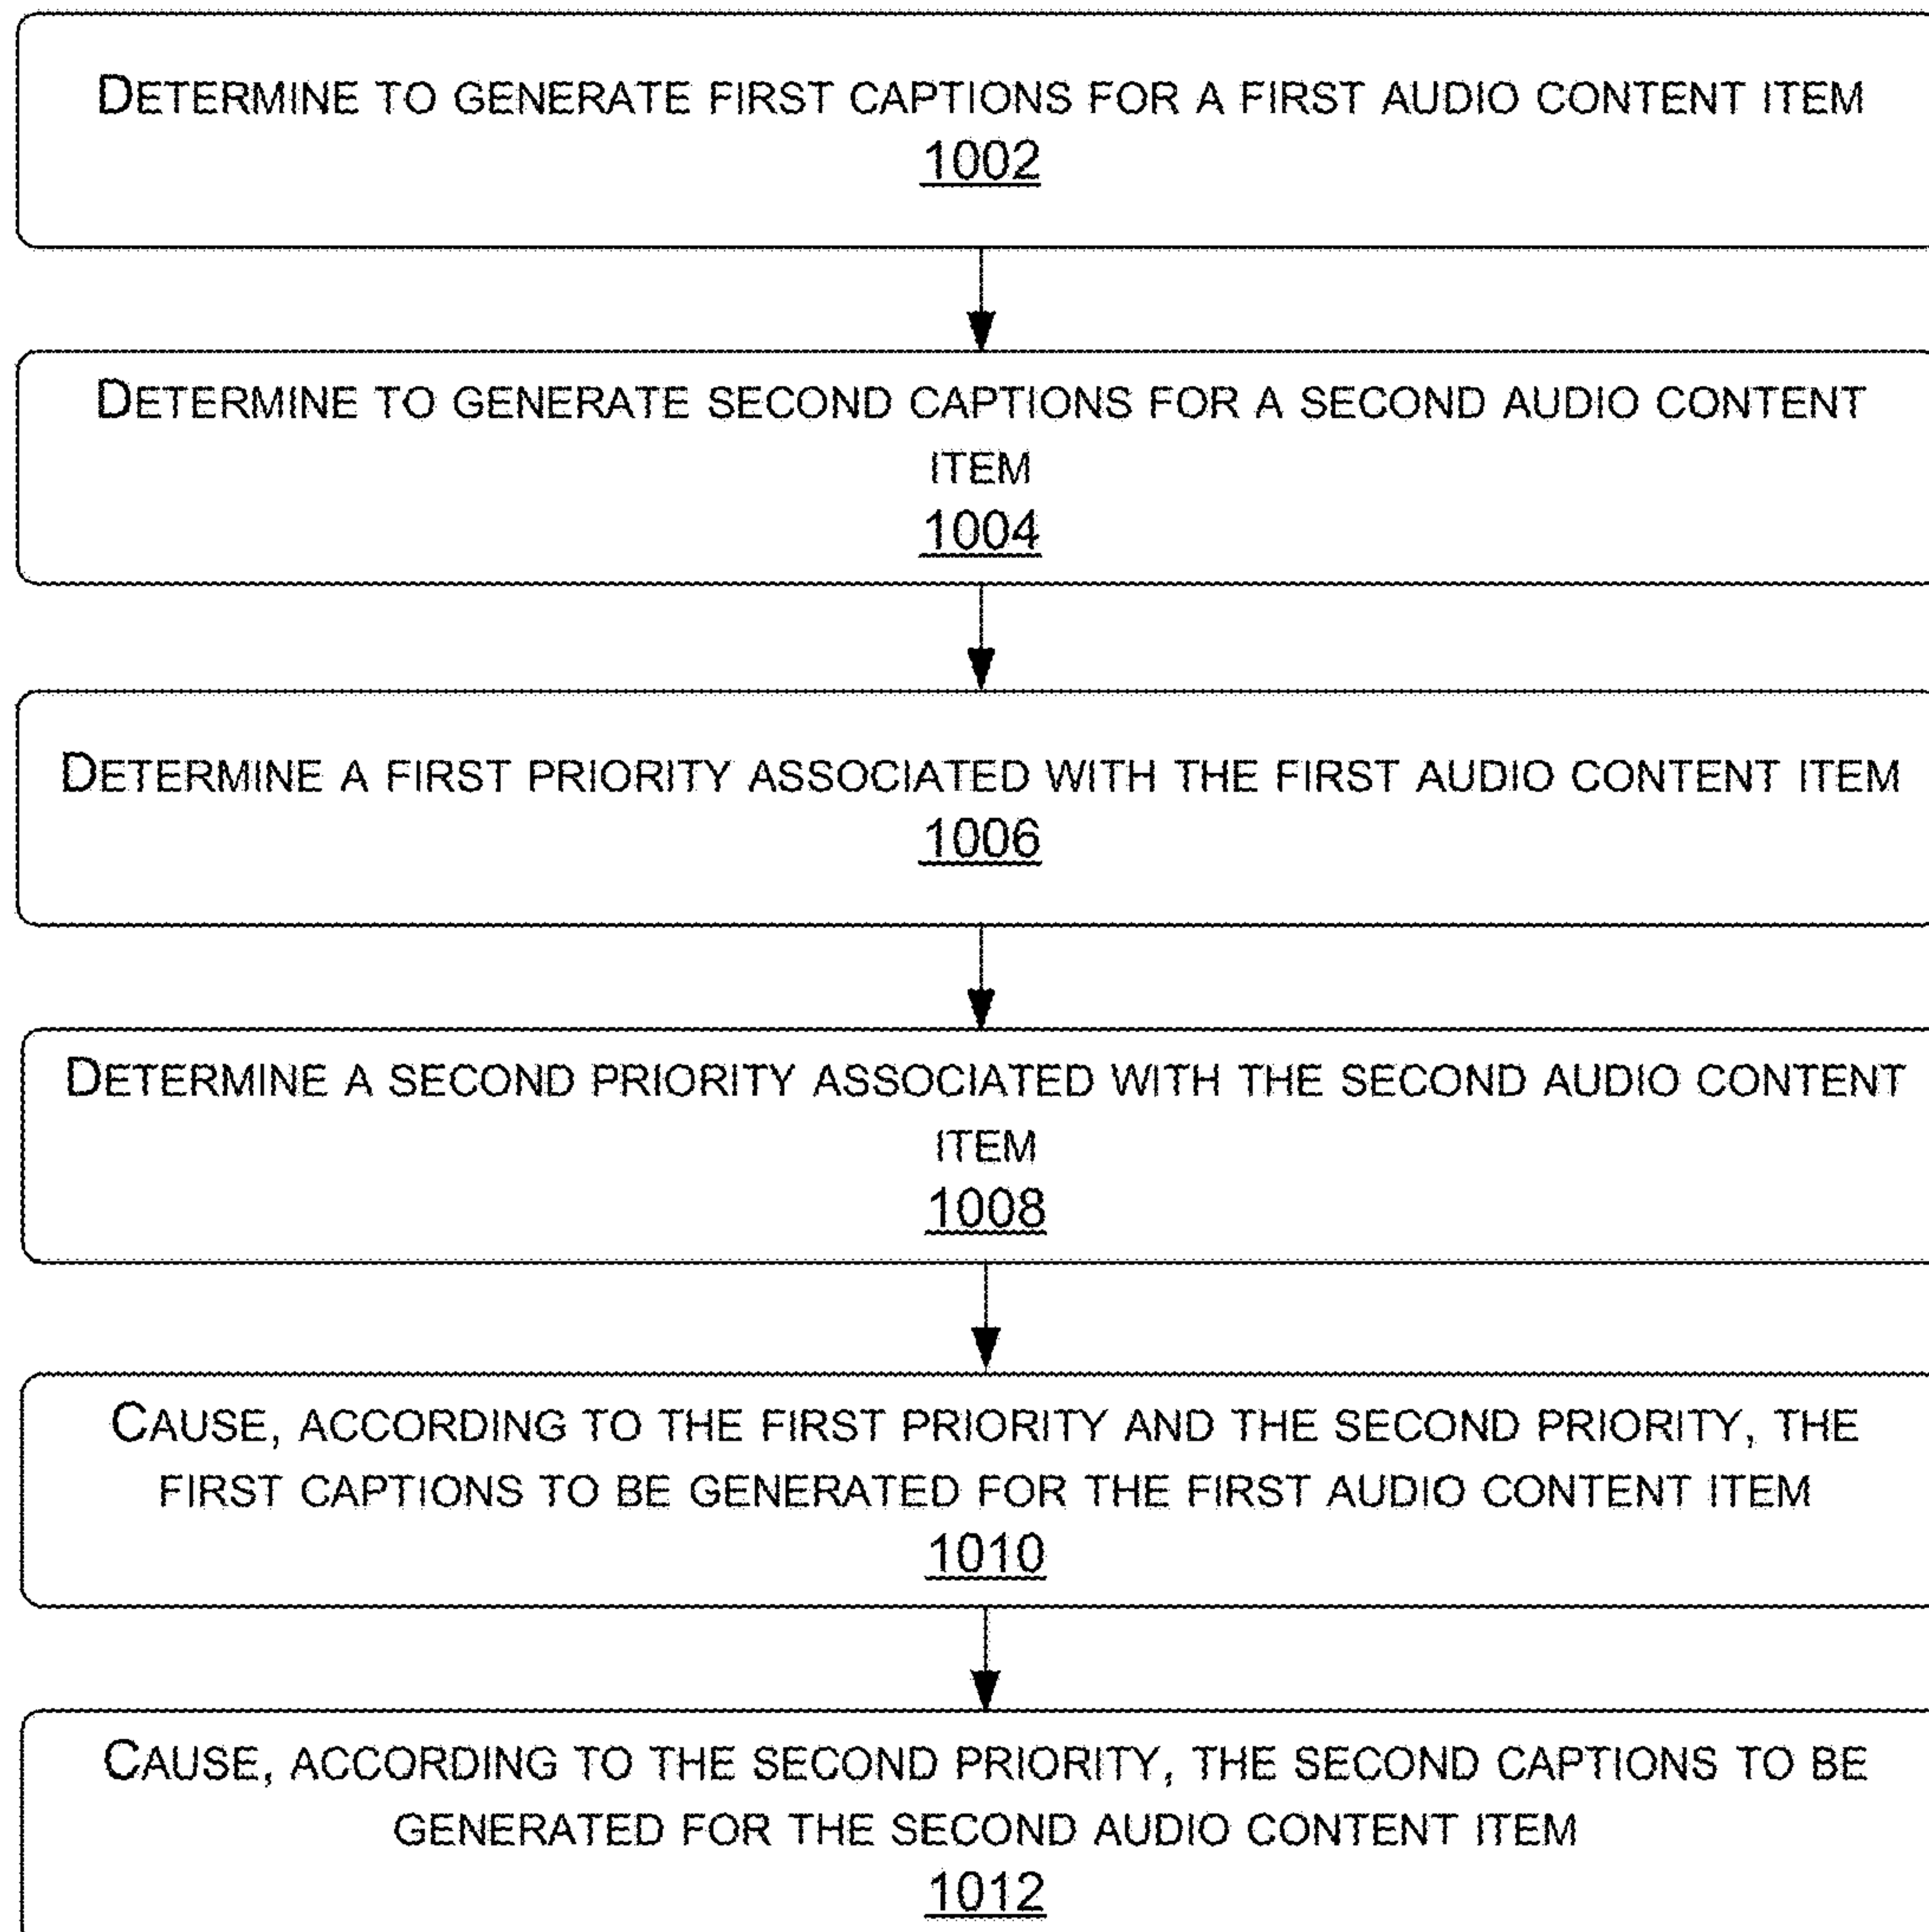 DETERMINE TO GENERATE FIRST CAPTIONS FOR A FIRST AUDIO CONTENT ITEM
1002
DETERMINE TO GENERATE SECOND CAPTIONS FOR A SECOND AUDIO CONTENT
ITEM
1004
DETERMINE A FIRST PRIORITY ASSOCIATED WITH THE FIRST AUDIO CONTENT ITEM
1006
DETERMINE A SECOND PRIORITY ASSOCIATED WITH THE SECOND AUDIO CONTENT
ITEM
1008
CAUSE, ACCORDING TO THE FIRST PRIORITY AND THE SECOND PRIORITY, THE
FIRST CAPTIONS TO BE GENERATED FOR THE FIRST AUDIO CONTENT ITEM
1010
CAUSE, ACCORDING TO THE SECOND PRIORITY, THE SECOND CAPTIONS TO BE
GENERATED FOR THE SECOND AUDIO CONTENT ITEM
1012